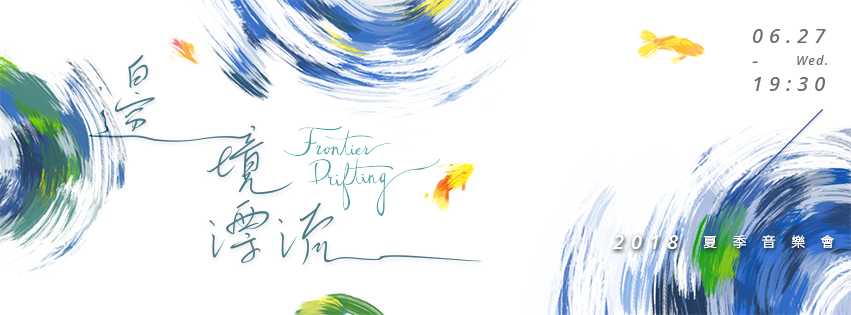 邊
境
漂流
Frontier
Drifting
06.27
- Wed.
19:30
2018 夏季音樂會